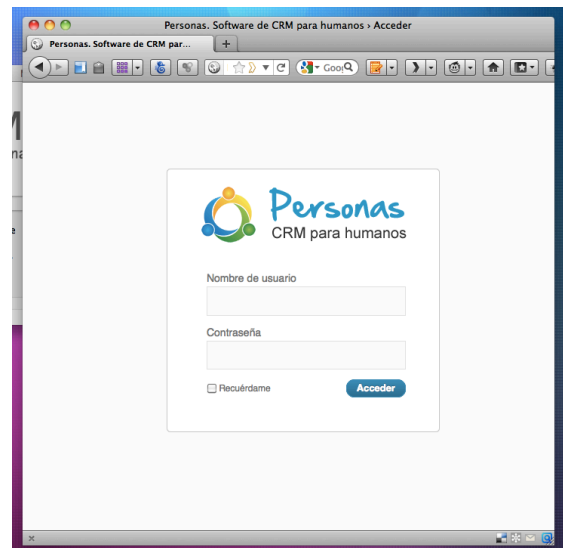 Personas. Software de CRM para humanos › Acceder
Personas. Software de CRM par...
Goo
Personas
CRM para humanos
Nombre de usuario
Contraseña
Recuérdame
Acceder